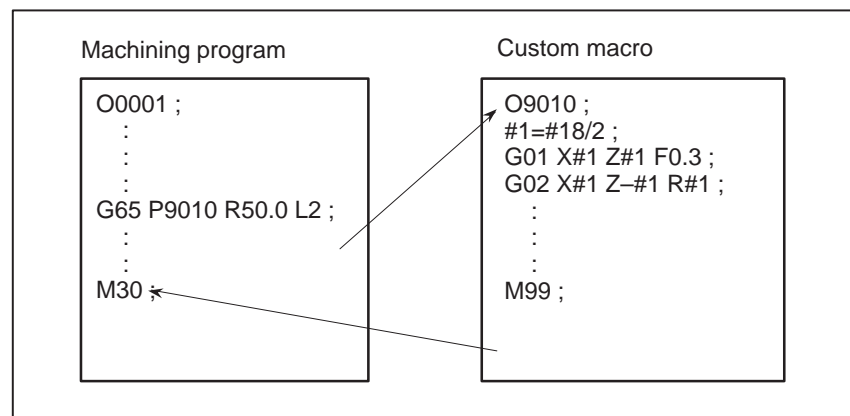 Machining program
O0001 ;
:
:
:
G65 P9010 R50.0 L2 ;
:
:
M30 ;
Custom macro
O9010 ;
#1=#18/2 ;
G01 X#1 Z#1 F0.3 ;
G02 X#1 Z–#1 R#1 ;
:
:
:
M99 ;